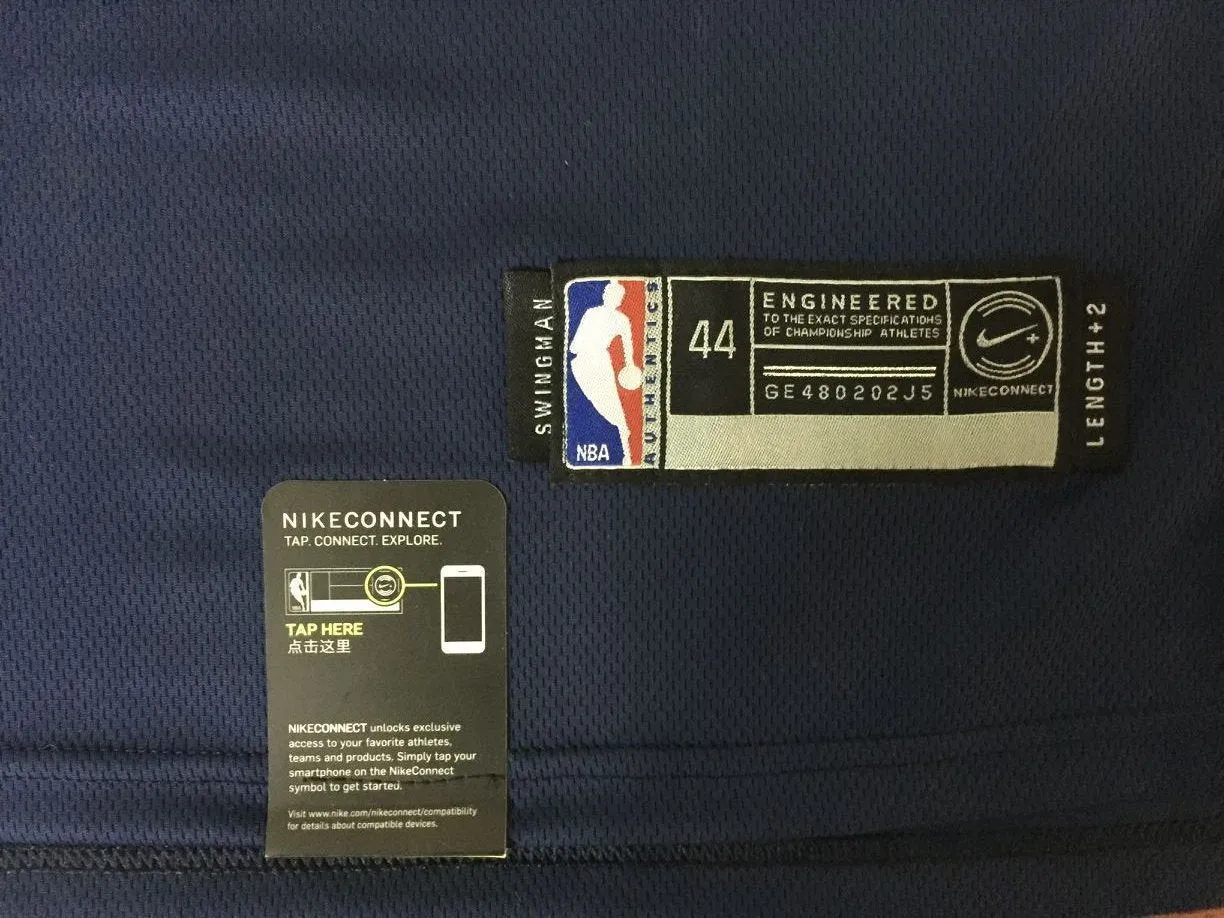 SWINGMAN
NBA
AUTHENTICS
44
ENGINEERED
TO THE EXACT SPECIFICATIONS
OF CHAMPIONSHIP ATHLETES
GE480202J5
NIKECONNECT
LENGTH+2
NIKECONNECT
TAP. CONNECT. EXPLORE.
TAP HERE
点击这里
NIKECONNECT unlocks exclusive
access to your favorite athletes,
teams and products. Simply tap your
smartphone on the NikeConnect
symbol to get started.
Visit www.nike.com/nikeconnect/compatibility
for details about compatible devices.